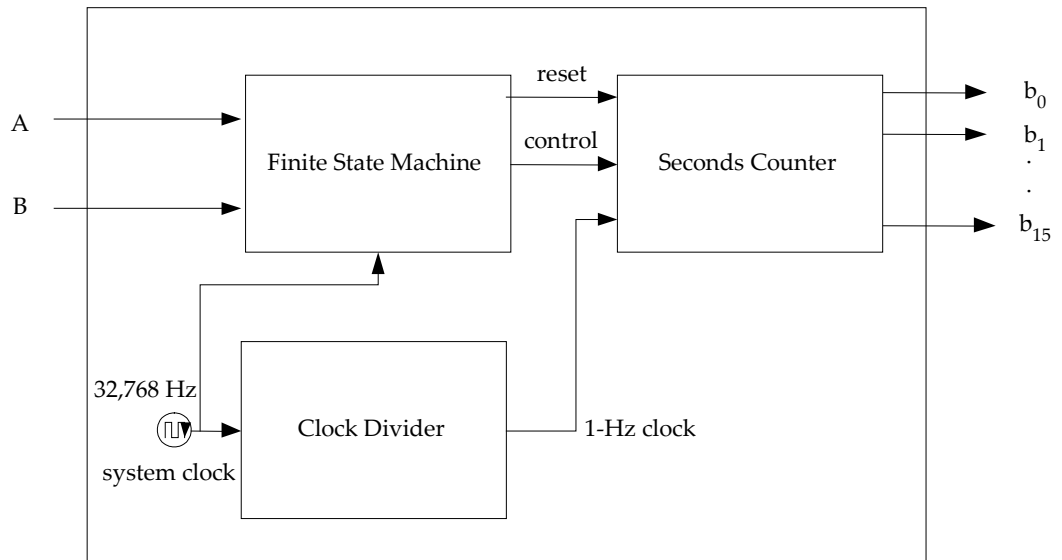 reset
b0
A
control
b1
Finite State Machine
Seconds Counter
.
.
B
b15
32,768 Hz
Clock Divider
1-Hz clock
system clock